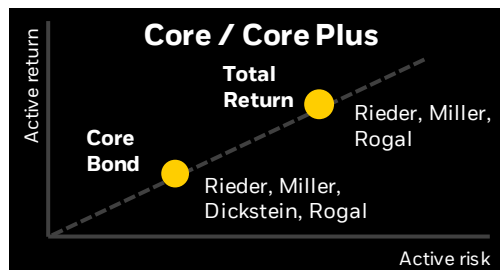 Core / Core Plus
Active return
Total
Return
Rieder, Miller,
Rogal
Core
Bond
Rieder, Miller,
Dickstein, Rogal
Active risk